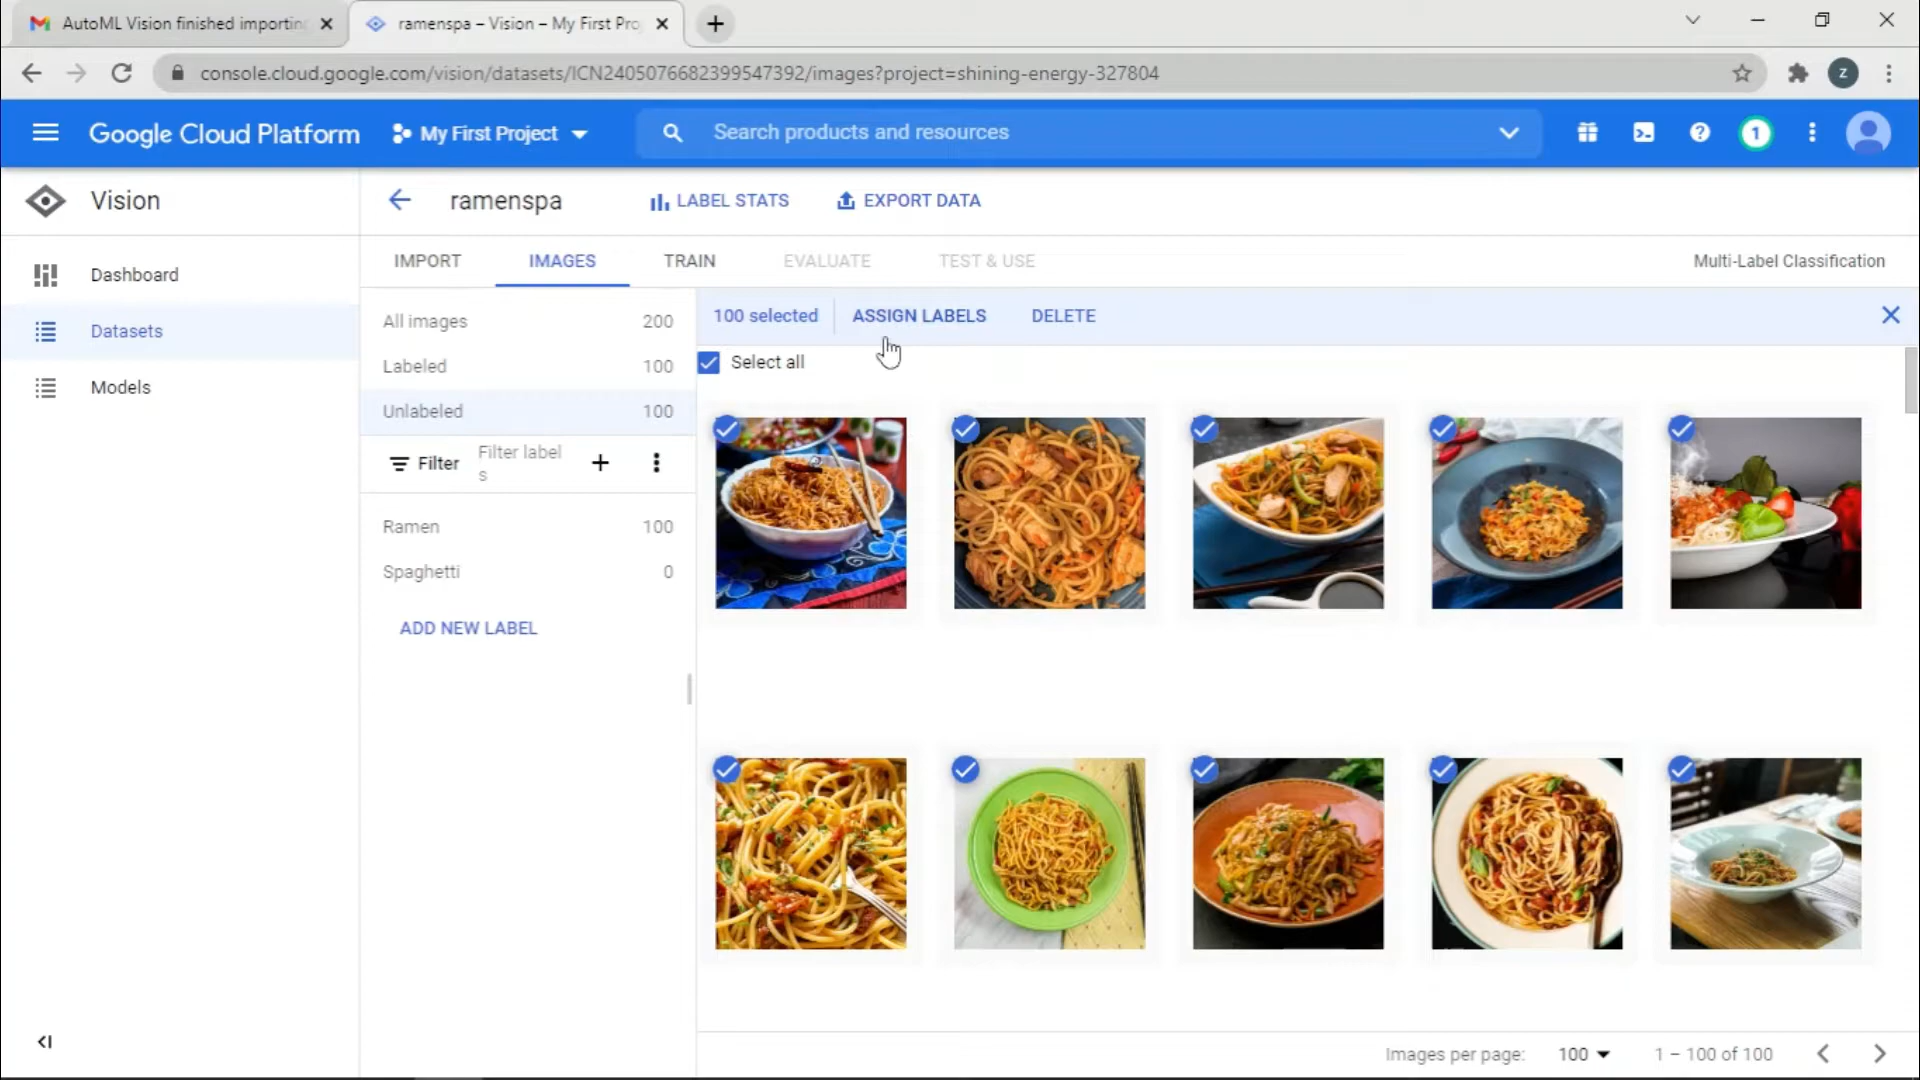 AutoML Vision finished importin
ramenspa – Vision – My First Pro
console.cloud.google.com/vision/datasets/ICN2405076682399547392/images?project=shining-energy-327804
Z
Google Cloud Platform
My First Project
Search products and resources
1
Vision
ramenspa
LABEL STATS
EXPORT DATA
Dashboard
Datasets
Models
IMPORT
IMAGES
TRAIN
EVALUATE
TEST & USE
Multi-Label Classification
All images 200
Labeled 100
Unlabeled 100
Filter
Filter label
s
Ramen 100
Spaghetti 0
ADD NEW LABEL
100 selected
ASSIGN LABELS
DELETE
Select all
Images per page: 100
1 – 100 of 100